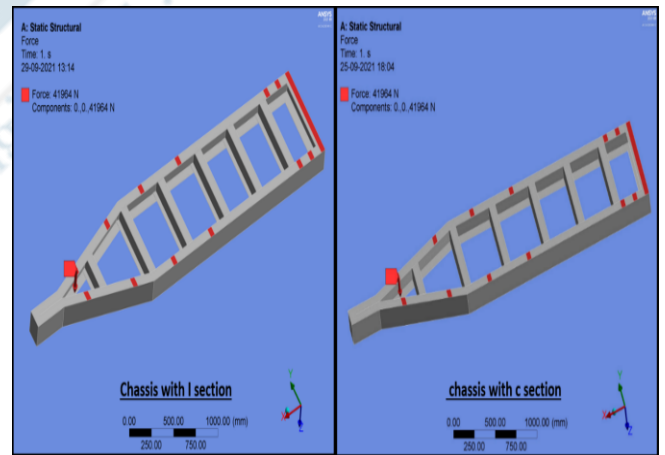 A: Static Structural
Force
Time: 1. s
29-09-2021 13:14
Force: 41964 N
Components: 0.,0.,41964 N
ANSYS
Chassis with I section
0.00 500.00 1000.00 (mm)
250.00 750.00
Y
X
Z
A: Static Structural
Force
Time: 1. s
25-09-2021 18:04
Force: 41964 N
Components: 0.,0.,41964 N
ANSYS
chassis with c section
0.00 500.00 1000.00 (mm)
250.00 750.00
Y
X
Z